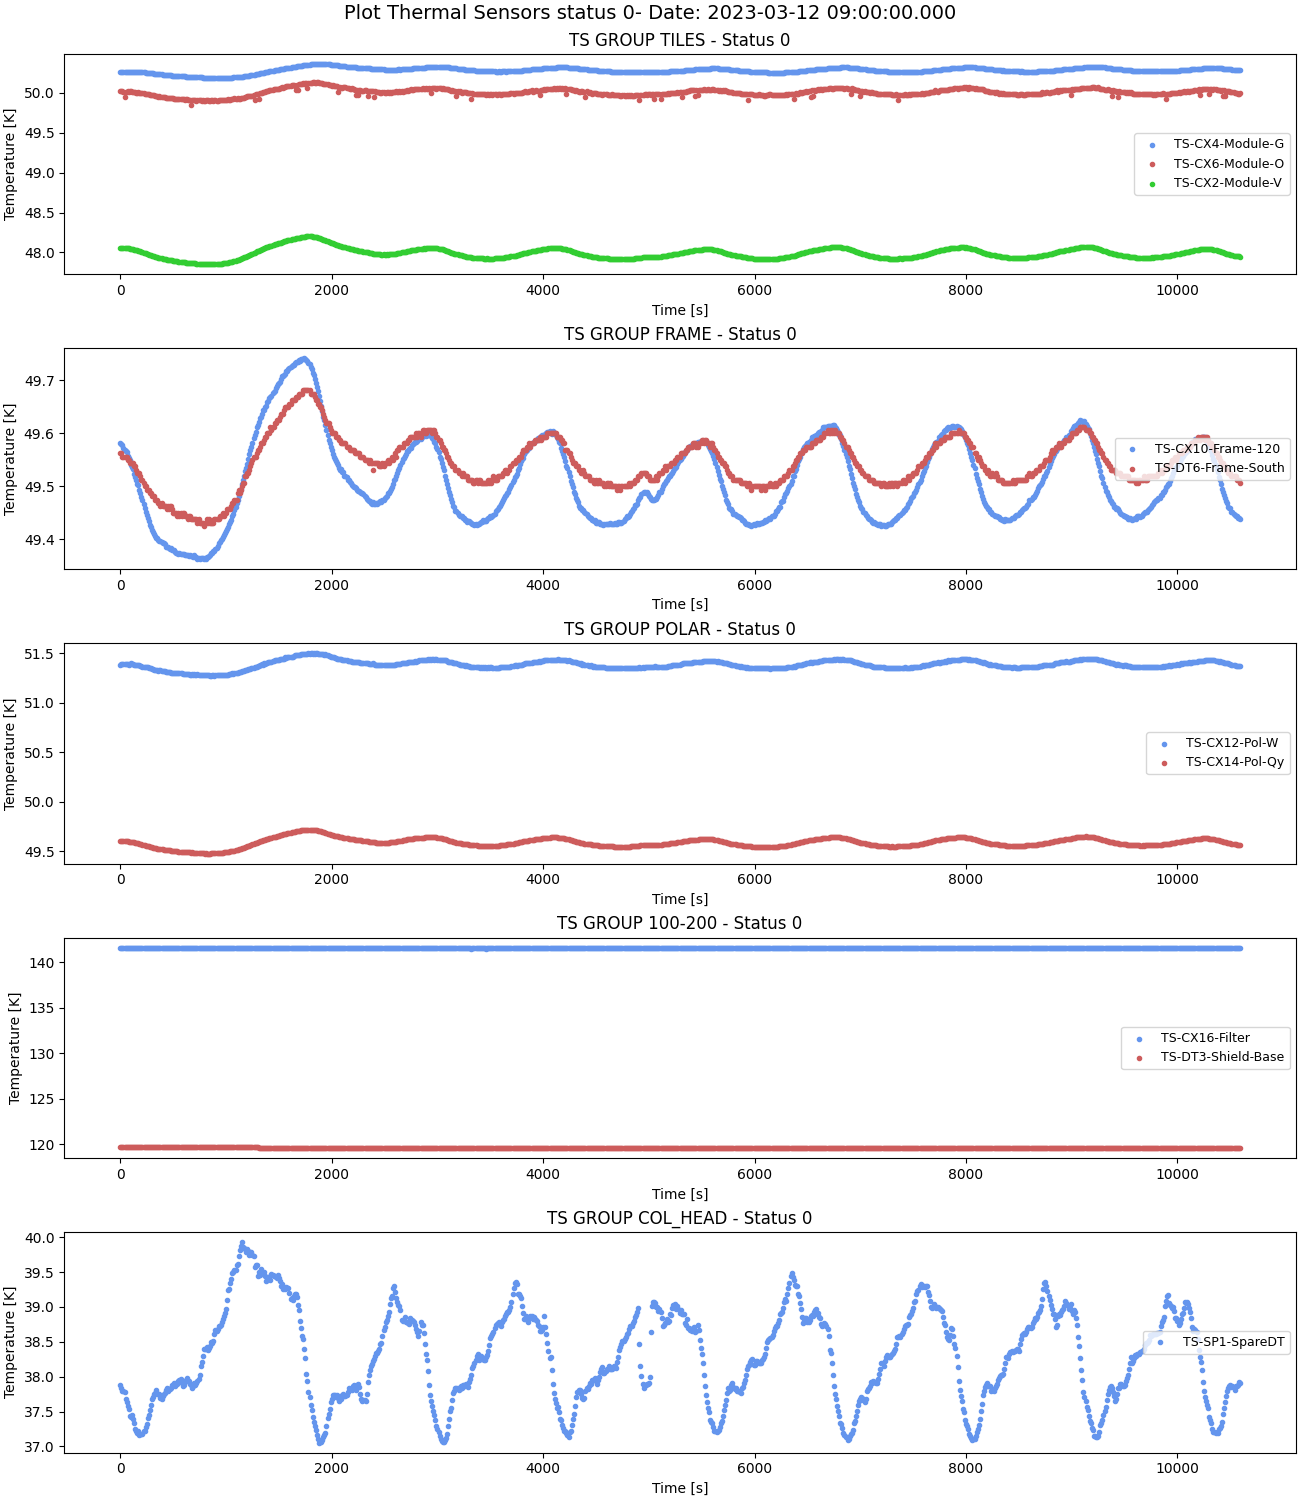 Plot Thermal Sensors status 0- Date: 2023-03-12 09:00:00.000
TS GROUP TILES - Status 0
Temperature [K]
50.0
49.5
49.0
48.5
48.0
TS-CX4-Module-G
TS-CX6-Module-O
TS-CX2-Module-V
0 2000 4000 6000 8000 10000
Time [s]
TS GROUP FRAME - Status 0
Temperature [K]
49.7
49.6
49.5
49.4
TS-CX10-Frame-120
TS-DT6-Frame-South
0 2000 4000 6000 8000 10000
Time [s]
TS GROUP POLAR - Status 0
Temperature [K]
51.5
51.0
50.5
50.0
49.5
TS-CX12-Pol-W
TS-CX14-Pol-Qy
0 2000 4000 6000 8000 10000
Time [s]
TS GROUP 100-200 - Status 0
Temperature [K]
140
135
130
125
120
TS-CX16-Filter
TS-DT3-Shield-Base
0 2000 4000 6000 8000 10000
Time [s]
TS GROUP COL_HEAD - Status 0
Temperature [K]
40.0
39.5
39.0
38.5
38.0
37.5
37.0
TS-SP1-SpareDT
0 2000 4000 6000 8000 10000
Time [s]